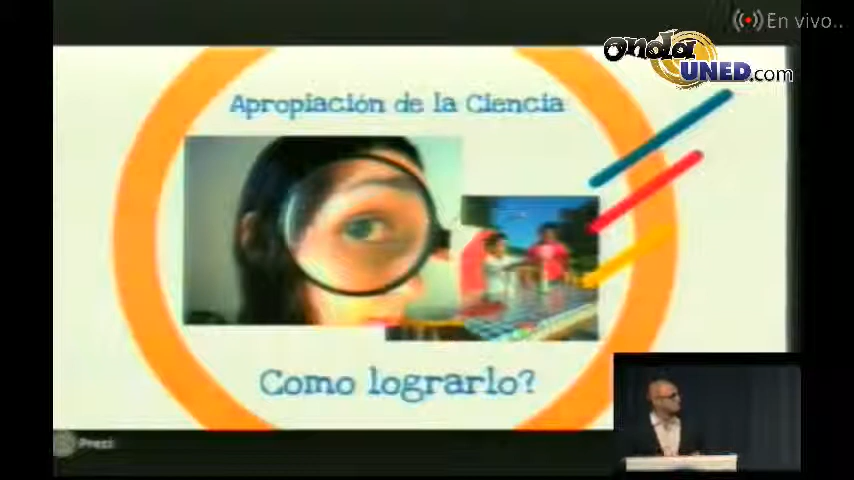 En vivo..
onda
UNED.com
Apropiación de la Ciencia
Como lograrlo?
Prezi